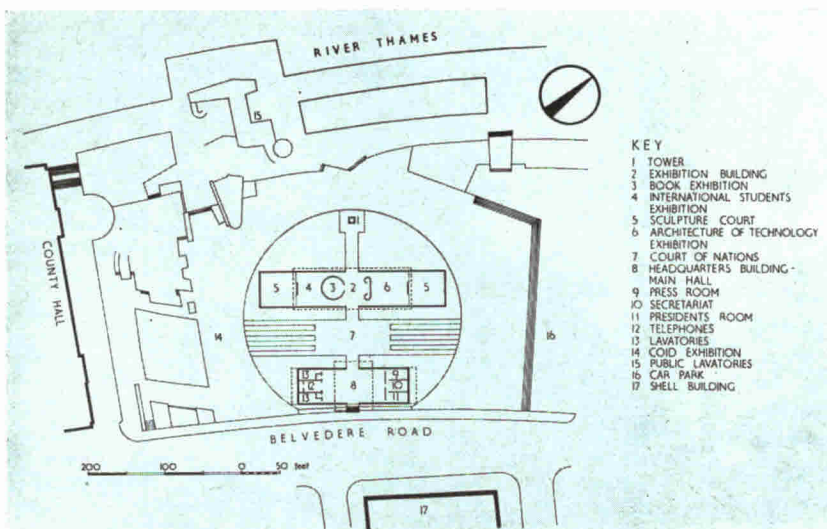 RIVER THAMES
15
COUNTY HALL
1
5 4 3 2 6 5
14 7 16
13 9
12 8 10
13 11
BELVEDERE ROAD
200 100 0 50 feet
17
KEY
1 TOWER
2 EXHIBITION BUILDING
3 BOOK EXHIBITION
4 INTERNATIONAL STUDENTS
EXHIBITION
5 SCULPTURE COURT
6 ARCHITECTURE OF TECHNOLOGY
EXHIBITION
7 COURT OF NATIONS
8 HEADQUARTERS BUILDING -
MAIN HALL
9 PRESS ROOM
10 SECRETARIAT
11 PRESIDENTS ROOM
12 TELEPHONES
13 LAVATORIES
14 COID EXHIBITION
15 PUBLIC LAVATORIES
16 CAR PARK
17 SHELL BUILDING